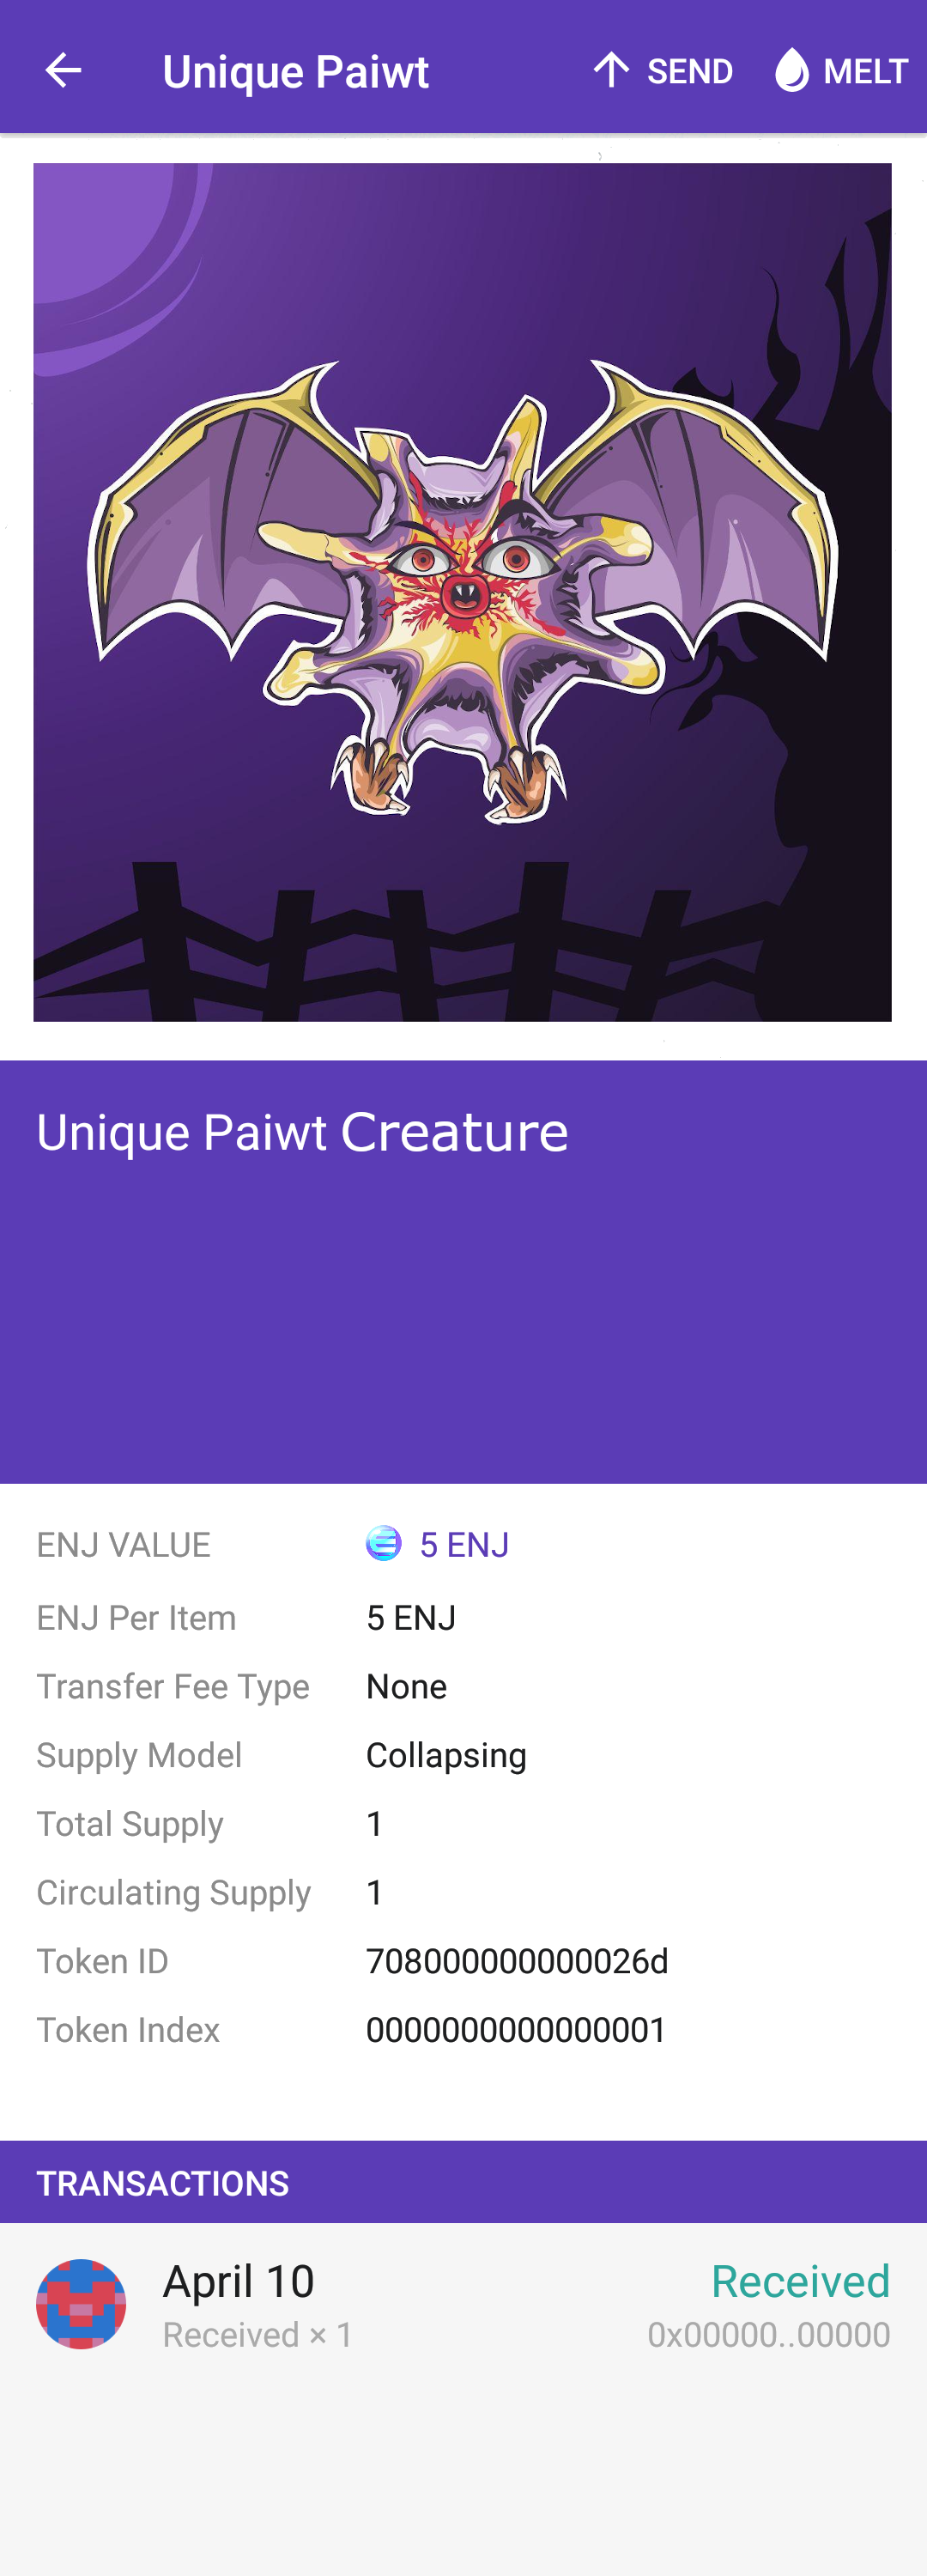 Unique Paiwt SEND MELT
Unique Paiwt Creature
ENJ VALUE 5 ENJ
ENJ Per Item 5 ENJ
Transfer Fee Type None
Supply Model Collapsing
Total Supply 1
Circulating Supply 1
Token ID 708000000000026d
Token Index 0000000000000001
TRANSACTIONS
April 10 Received
Received × 1 0x00000..00000